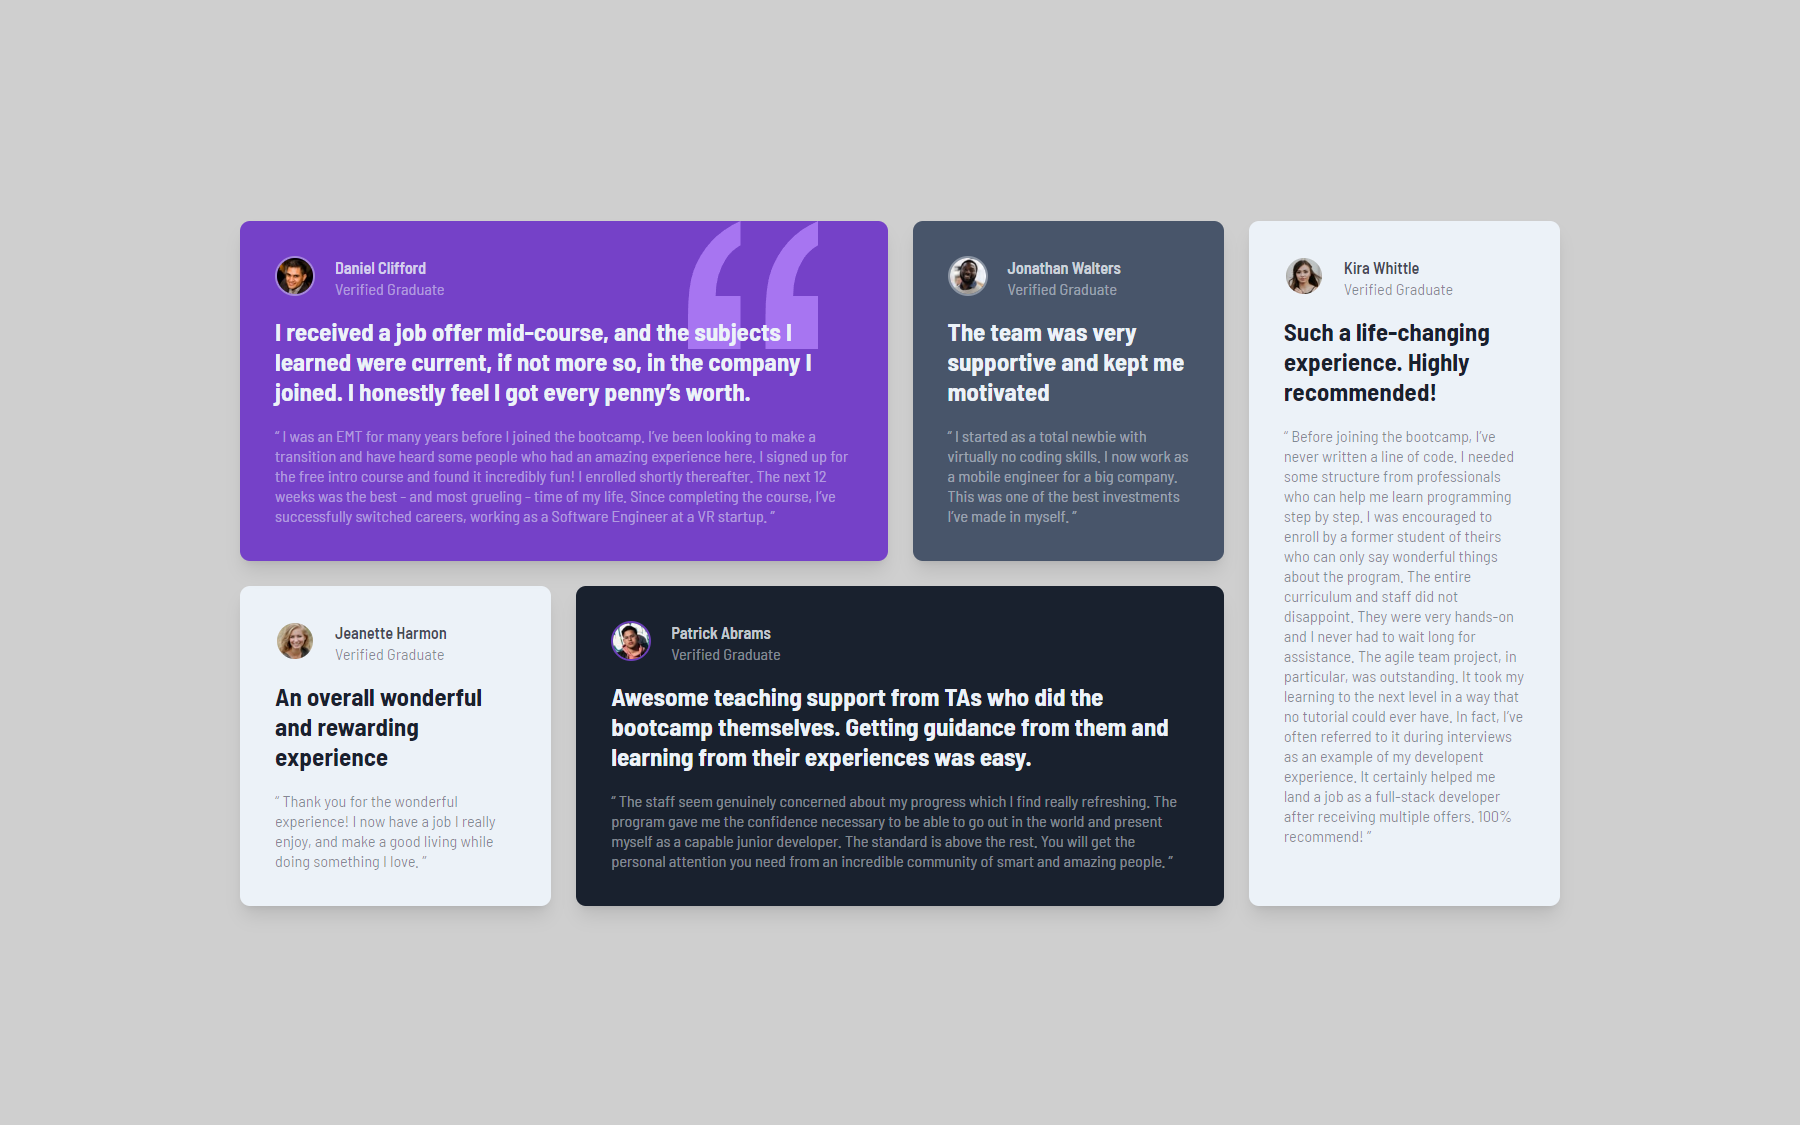 Daniel Clifford
Verified Graduate
I received a job offer mid-course, and the subjects I
learned were current, if not more so, in the company I
joined. I honestly feel I got every penny’s worth.
“ I was an EMT for many years before I joined the bootcamp. I’ve been looking to make a
transition and have heard some people who had an amazing experience here. I signed up for
the free intro course and found it incredibly fun! I enrolled shortly thereafter. The next 12
weeks was the best - and most grueling - time of my life. Since completing the course, I’ve
successfully switched careers, working as a Software Engineer at a VR startup. ”
Jonathan Walters
Verified Graduate
The team was very
supportive and kept me
motivated
“ I started as a total newbie with
virtually no coding skills. I now work as
a mobile engineer for a big company.
This was one of the best investments
I’ve made in myself. ”
Kira Whittle
Verified Graduate
Such a life-changing
experience. Highly
recommended!
“ Before joining the bootcamp, I’ve
never written a line of code. I needed
some structure from professionals
who can help me learn programming
step by step. I was encouraged to
enroll by a former student of theirs
who can only say wonderful things
about the program. The entire
curriculum and staff did not
disappoint. They were very hands-on
and I never had to wait long for
assistance. The agile team project, in
particular, was outstanding. It took my
learning to the next level in a way that
no tutorial could ever have. In fact, I’ve
often referred to it during interviews
as an example of my developent
experience. It certainly helped me
land a job as a full-stack developer
after receiving multiple offers. 100%
recommend! ”
Jeanette Harmon
Verified Graduate
An overall wonderful
and rewarding
experience
“ Thank you for the wonderful
experience! I now have a job I really
enjoy, and make a good living while
doing something I love. ”
Patrick Abrams
Verified Graduate
Awesome teaching support from TAs who did the
bootcamp themselves. Getting guidance from them and
learning from their experiences was easy.
“ The staff seem genuinely concerned about my progress which I find really refreshing. The
program gave me the confidence necessary to be able to go out in the world and present
myself as a capable junior developer. The standard is above the rest. You will get the
personal attention you need from an incredible community of smart and amazing people. ”